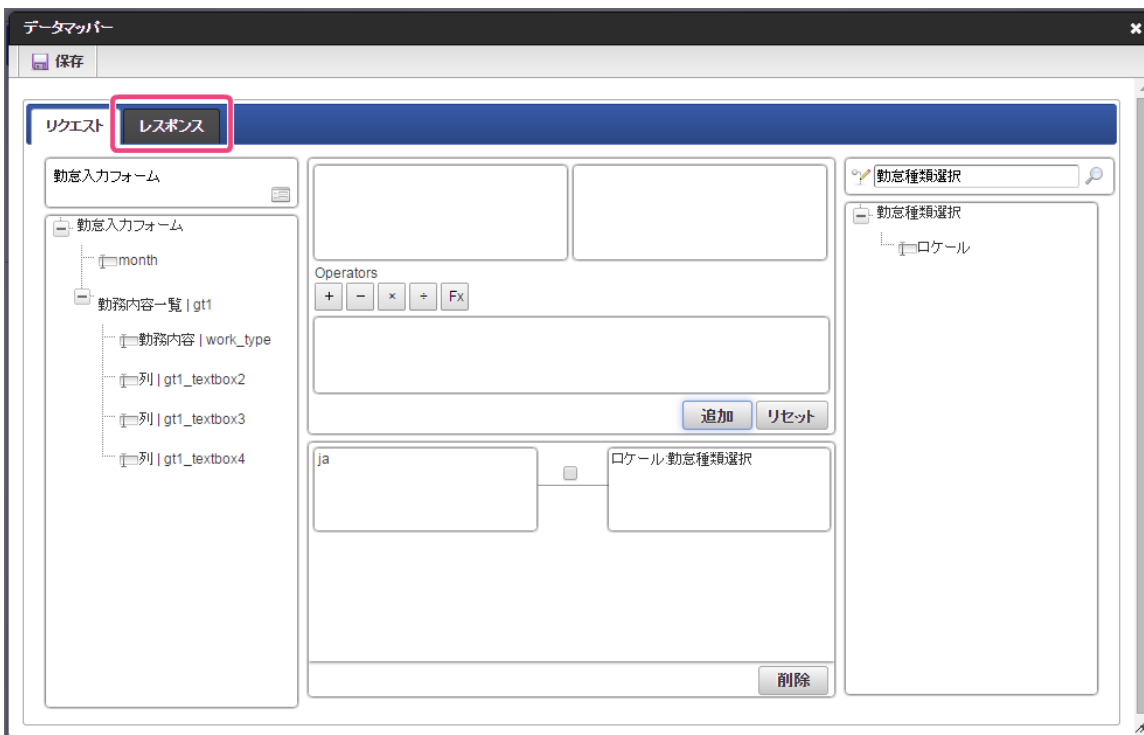 データマッパー
保存
リクエスト
レスポンス
勤怠入力フォーム
勤怠入力フォーム
month
勤務内容一覧 | gt1
勤務内容 | work_type
列 | gt1_textbox2
列 | gt1_textbox3
列 | gt1_textbox4
Operators
+ − × ÷ Fx
追加 リセット
ja
ロケール:勤怠種類選択
削除
勤怠種類選択
勤怠種類選択
ロケール